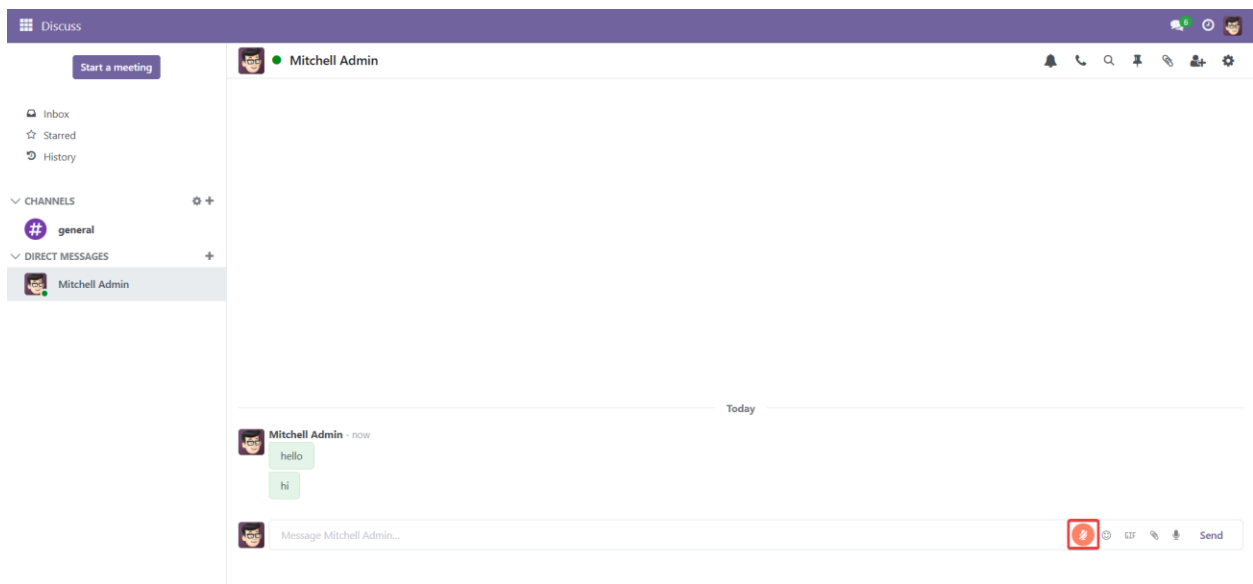 Discuss
6
Start a meeting
Mitchell Admin
Inbox
Starred
History
CHANNELS
general
DIRECT MESSAGES
Mitchell Admin
Today
Mitchell Admin - now
hello
hi
Message Mitchell Admin...
GIF
Send